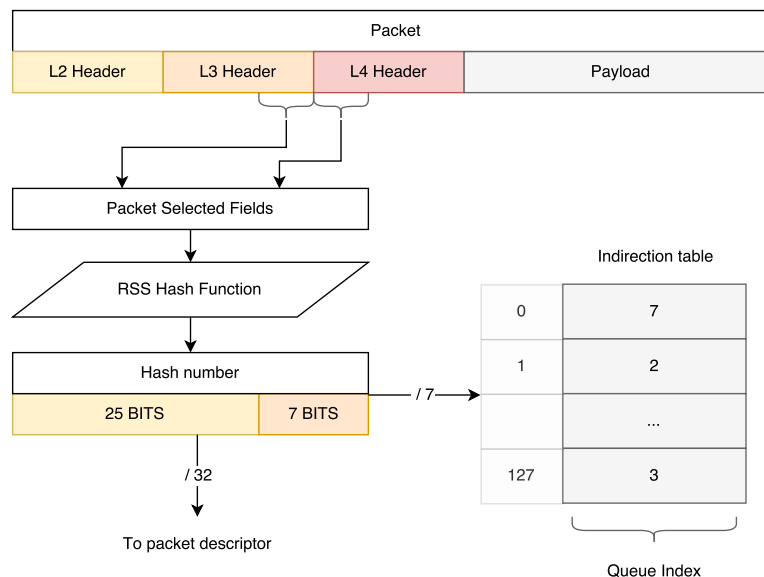 Packet
L2 Header L3 Header L4 Header Payload
Packet Selected Fields
RSS Hash Function
Indirection table
0 7
1 2
...
127 3
Hash number
25 BITS 7 BITS
/ 7
/ 32
To packet descriptor
Queue Index